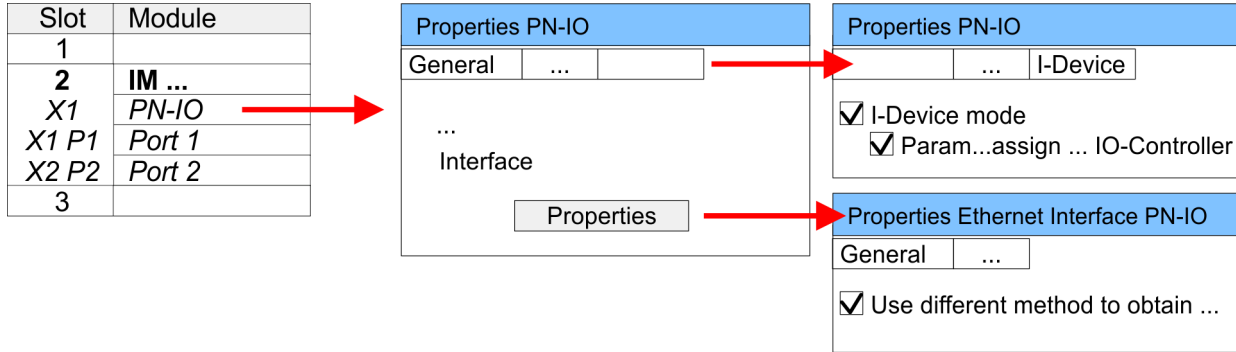 Slot Module
1
2 IM ...
X1 PN-IO
X1 P1 Port 1
X2 P2 Port 2
3
Properties PN-IO
General ...
...
Interface
Properties
Properties PN-IO
... I-Device
I-Device mode
Param...assign ... IO-Controller
Properties Ethernet Interface PN-IO
General ...
Use different method to obtain ...